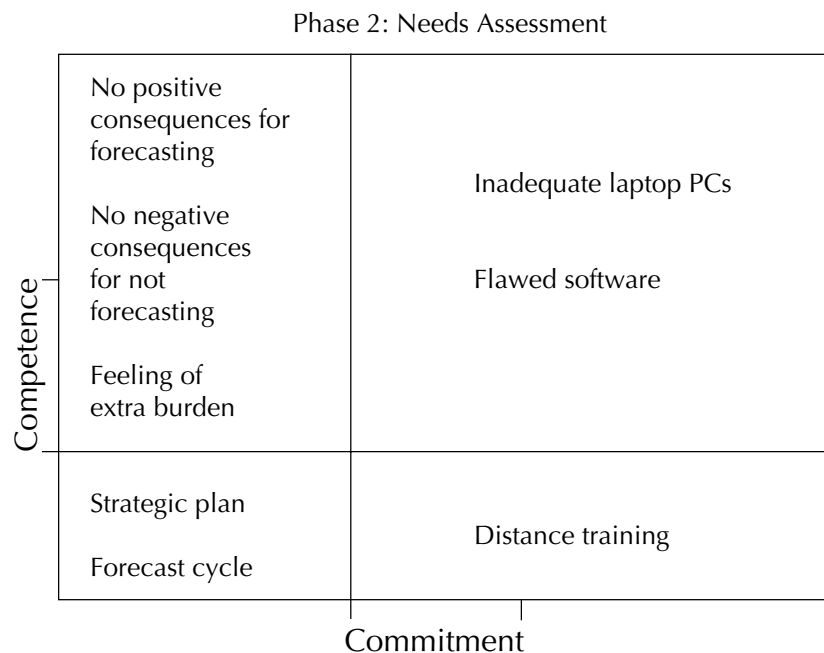 Phase 2: Needs Assessment
No positive
consequences for
forecasting
No negative
consequences
for not
forecasting
Feeling of
extra burden
Inadequate laptop PCs
Flawed software
Competence
Strategic plan
Forecast cycle
Distance training
Commitment